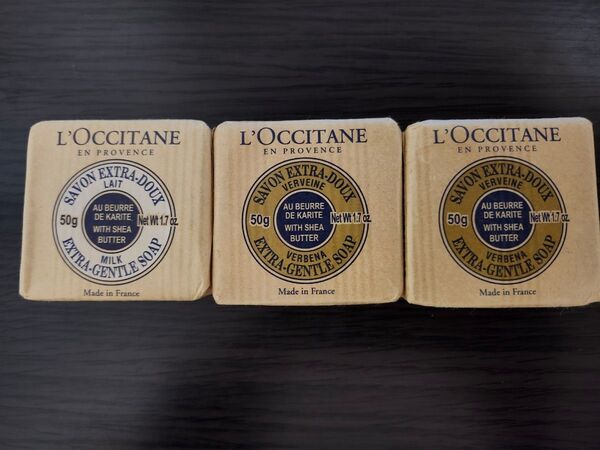 L'OCCITANE
EN PROVENCE
SAVON EXTRA-DOUX
LAIT
50g
AU BEURRE
DE KARITE
WITH SHEA
BUTTER
Net Wt 1.7 oz.
MILK
EXTRA-GENTLE SOAP
Made in France
L'OCCITANE
EN PROVENCE
SAVON EXTRA-DOUX
VERVEINE
50g
AU BEURRE
DE KARITE
WITH SHEA
BUTTER
Net Wt 1.7 oz.
VERBENA
EXTRA-GENTLE SOAP
Made in France
L'OCCITANE
EN PROVENCE
SAVON EXTRA-DOUX
VERVEINE
50g
AU BEURRE
DE KARITE
WITH SHEA
BUTTER
Net Wt 1.7 oz.
VERBENA
EXTRA-GENTLE SOAP
Made in France